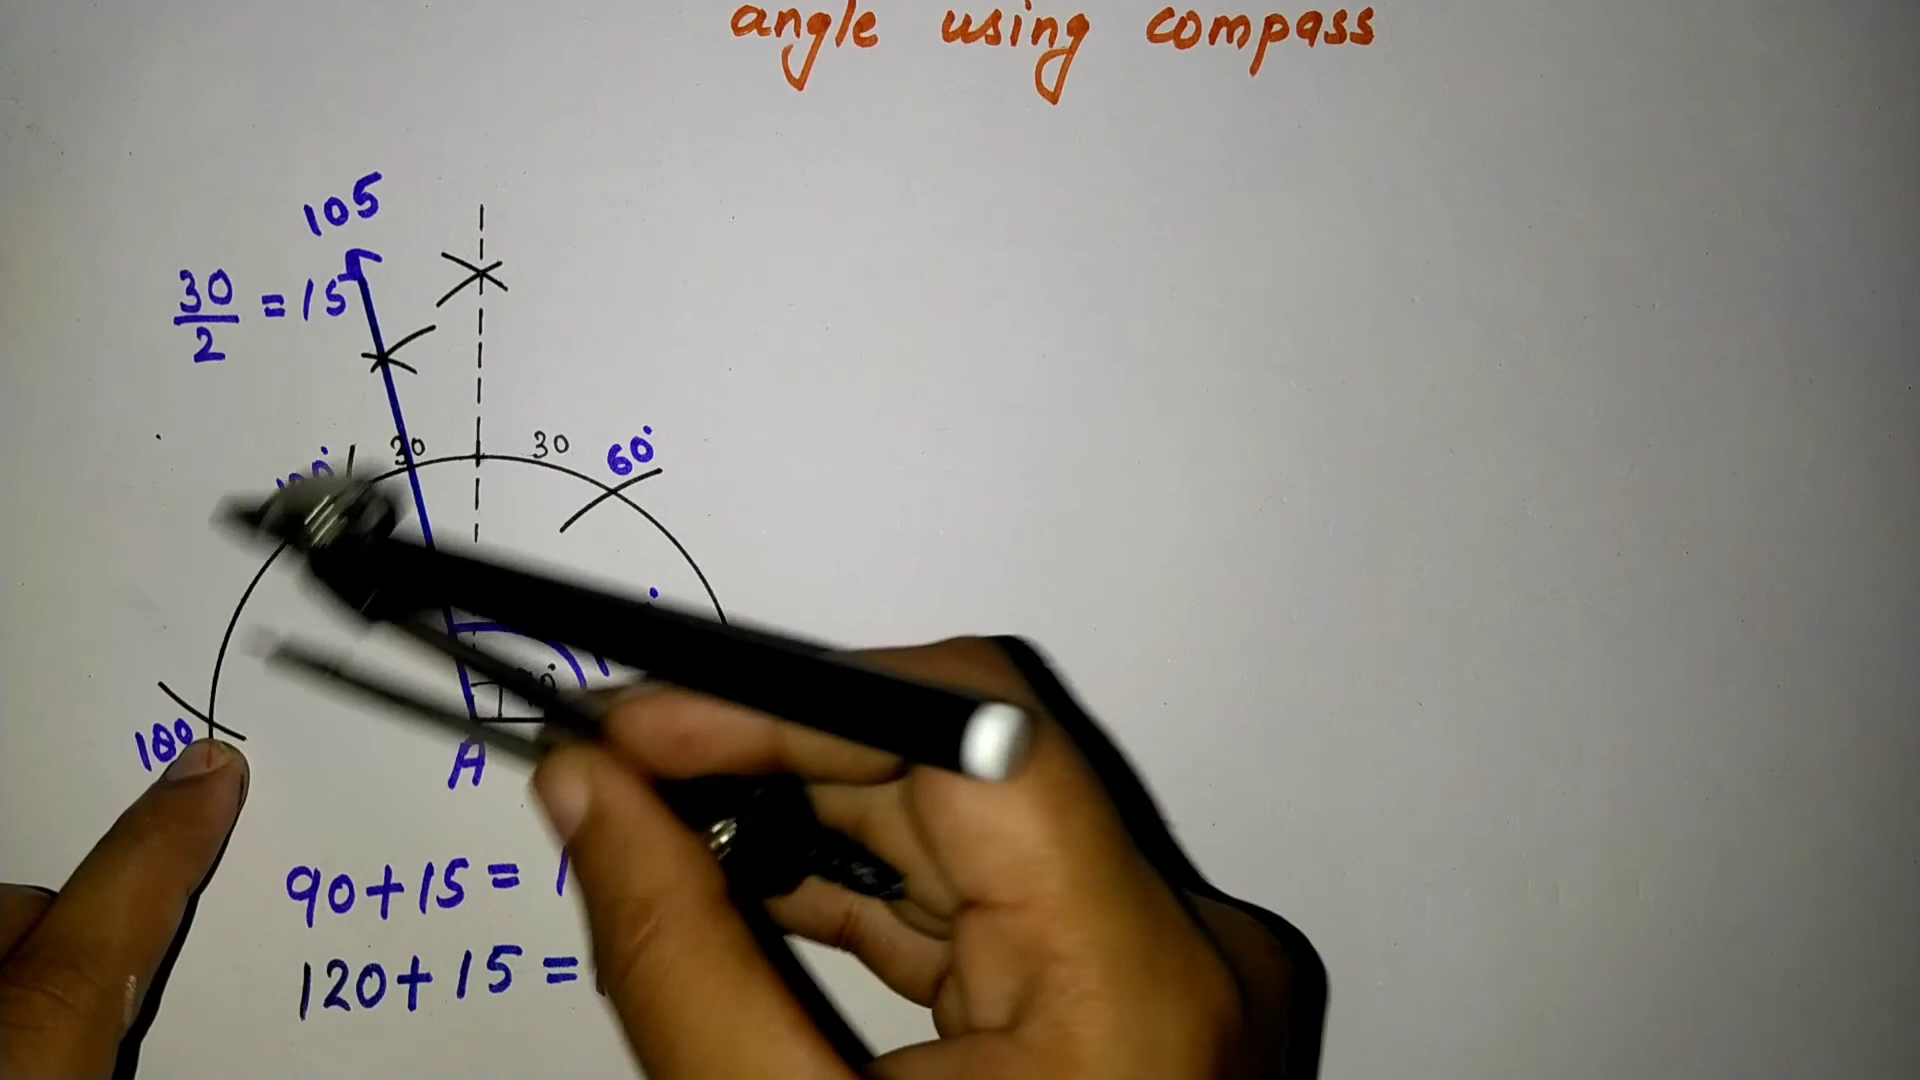 angle using compass
105
30/2 = 15
30 30 60°
180
A
90+15 =
120+15 =